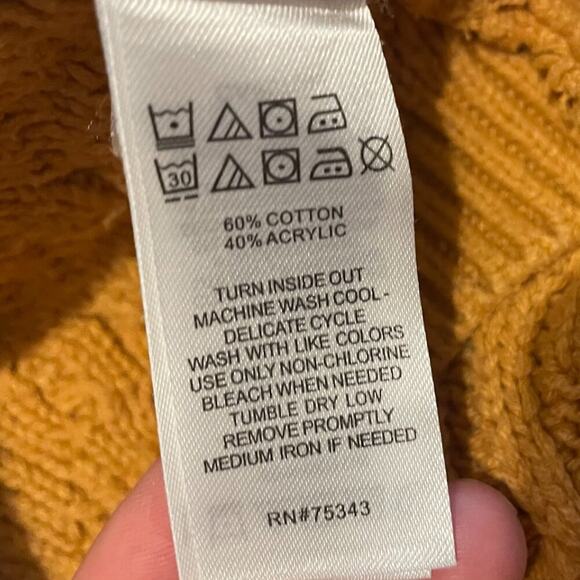 30
60% COTTON
40% ACRYLIC
TURN INSIDE OUT
MACHINE WASH COOL -
DELICATE CYCLE
WASH WITH LIKE COLORS
USE ONLY NON-CHLORINE
BLEACH WHEN NEEDED
TUMBLE DRY LOW
REMOVE PROMPTLY
MEDIUM IRON IF NEEDED
RN#75343